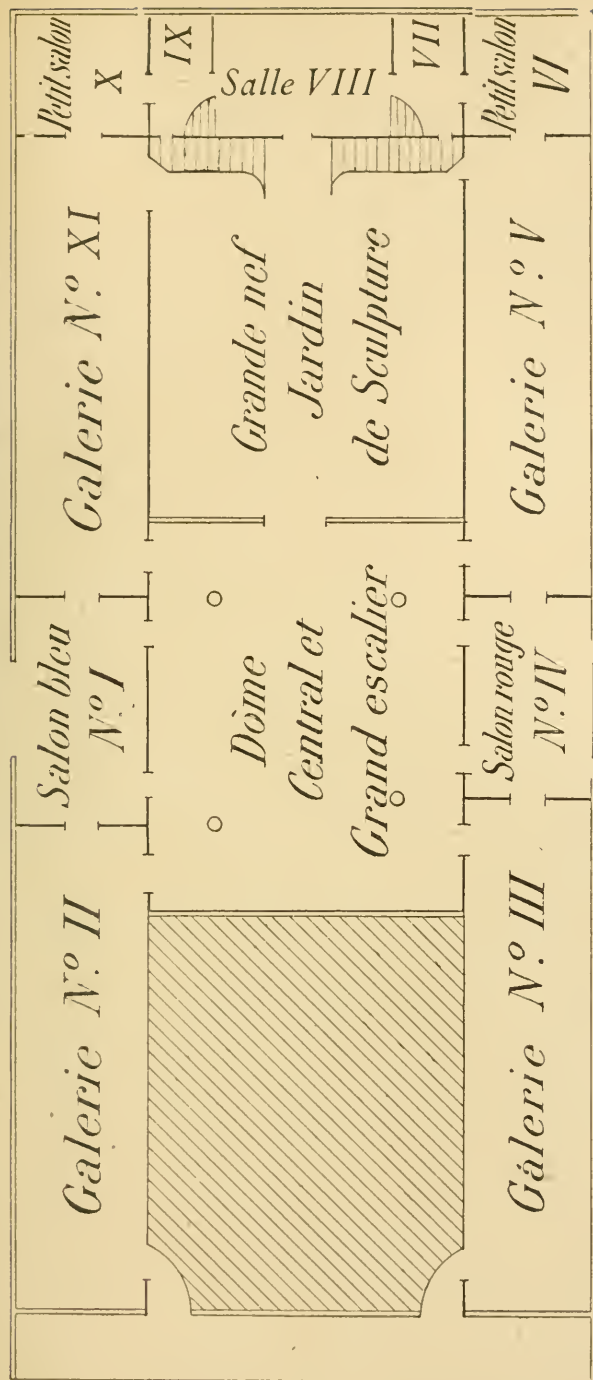 Petit salon
X
IX
Salle VIII
VII
Petit salon
VI
Galerie N.º XI
Grande nef
Jardin
de Sculpture
Galerie N.º V
Salon bleu
N.º I
Dôme
Central et
Grand escalier
Salon rouge
N.º IV
Galerie N.º II
Galerie N.º III